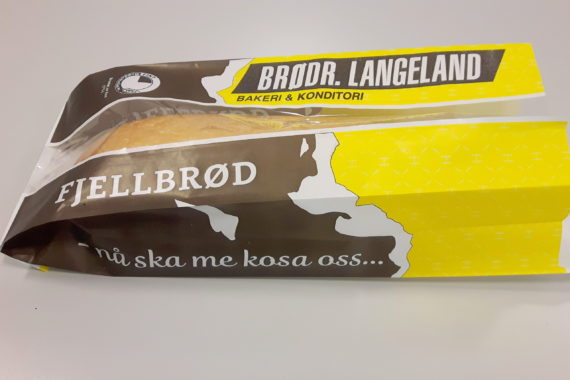 BRØDR. LANGELAND
BAKERI & KONDITORI
FJELLBRØD
nå ska me kosa oss...